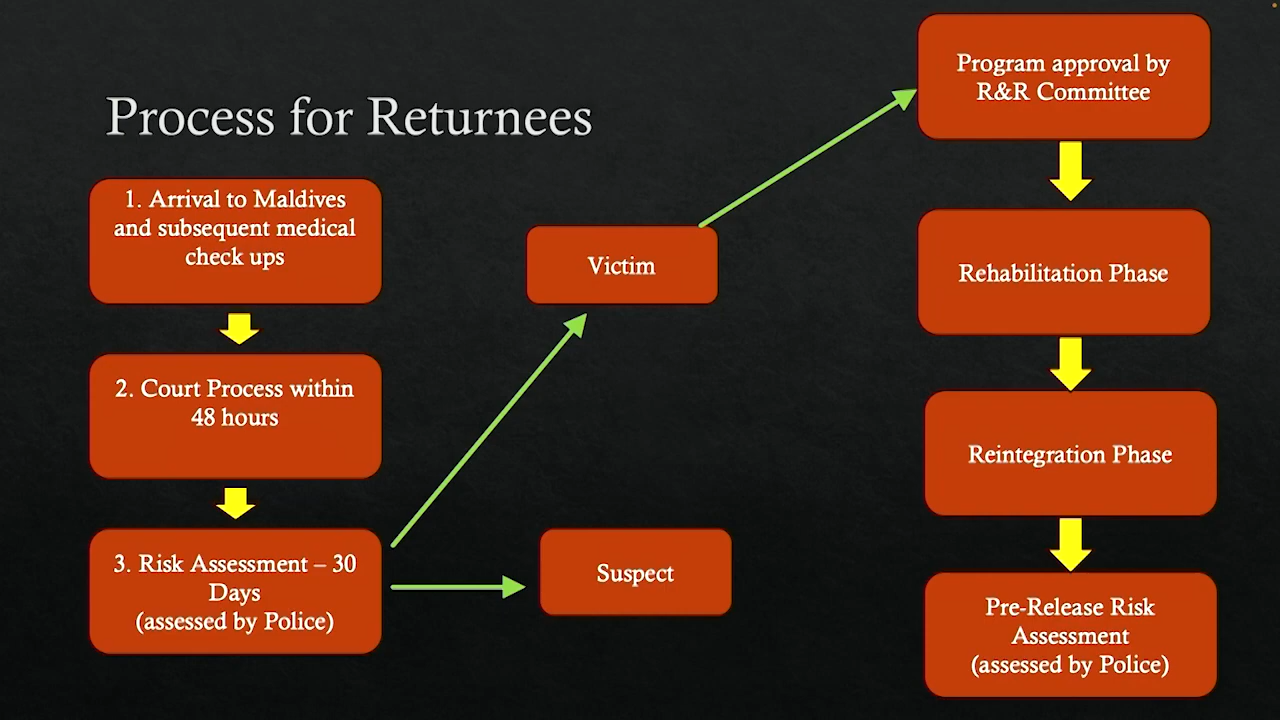 Process for Returnees
1. Arrival to Maldives
and subsequent medical
check ups
2. Court Process within
48 hours
3. Risk Assessment – 30
Days
(assessed by Police)
Victim
Suspect
Program approval by
R&R Committee
Rehabilitation Phase
Reintegration Phase
Pre-Release Risk
Assessment
(assessed by Police)